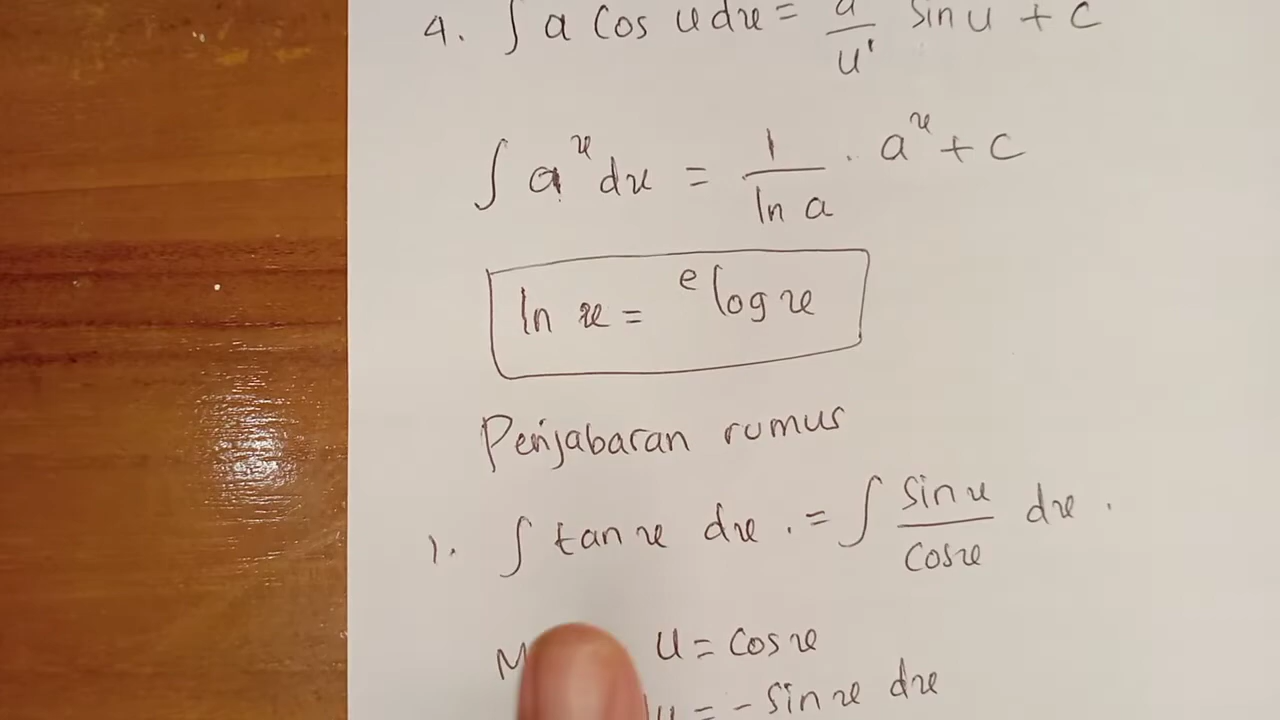 4. ∫ a cos u dx = a/u' sin u + c
∫ a^x dx = 1/ln a . a^x + c
ln x = ^e log x
Penjabaran rumus
1. ∫ tan x dx . = ∫ sin x/cos x dx .
u = cos x
u = - sin x dx